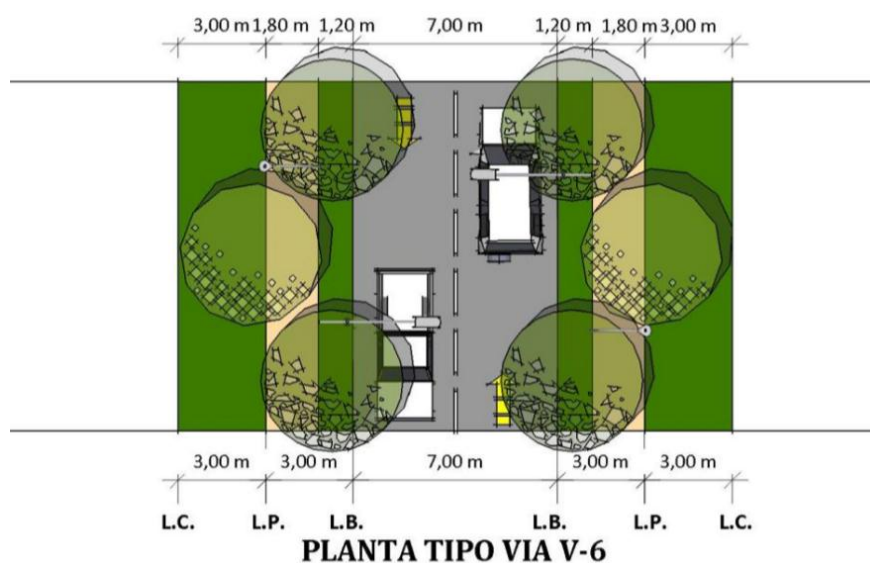 3,00 m 1,80 m 1,20 m 7,00 m 1,20 m 1,80 m 3,00 m
3,00 m 3,00 m 7,00 m 3,00 m 3,00 m
L.C. L.P. L.B. L.B. L.P. L.C.
PLANTA TIPO VIA V-6